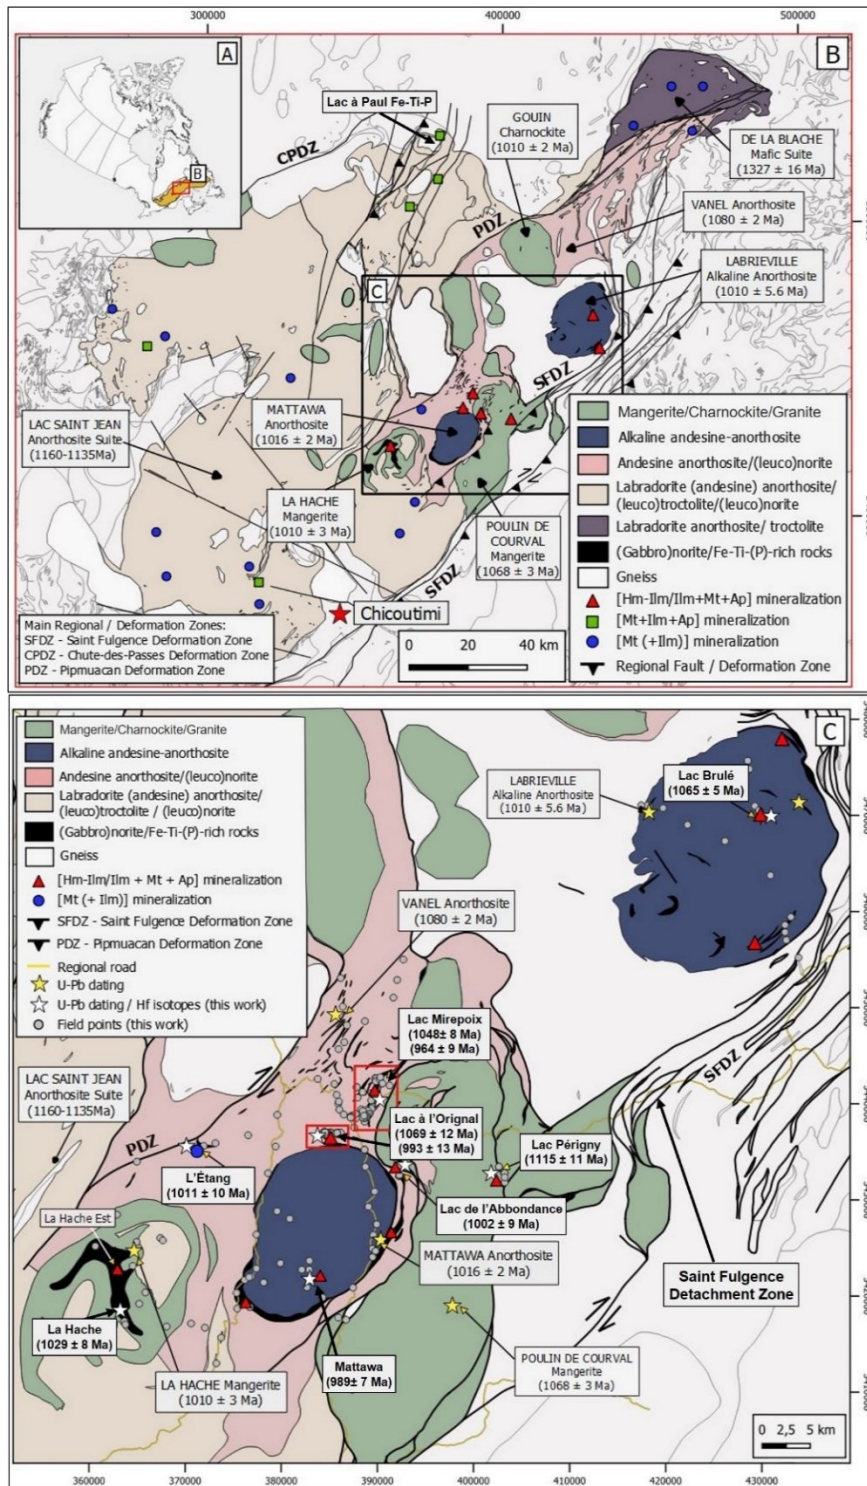 300000
400000
500000
A
B
B
Lac à Paul Fe-Ti-P
CPDZ
GOUIN
Charnockite
(1010 ± 2 Ma)
DE LA BLACHE
Mafic Suite
(1327 ± 16 Ma)
PDZ
VANEL Anorthosite
(1080 ± 2 Ma)
LABRIEVILLE
Alkaline Anorthosite
(1010 ± 5.6 Ma)
C
SFDZ
LAC SAINT JEAN
Anorthosite Suite
(1160-1135Ma)
MATTAWA
Anorthosite
(1016 ± 2 Ma)
LA HACHE
Mangerite
(1010 ± 3 Ma)
POULIN DE
COURVAL
Mangerite
(1068 ± 3 Ma)
SFDZ
Chicoutimi
Main Regional / Deformation Zones:
SFDZ - Saint Fulgence Deformation Zone
CPDZ - Chute-des-Passes Deformation Zone
PDZ - Pipmuacan Deformation Zone
0 20 40 km
Mangerite/Charnockite/Granite
Alkaline andesine-anorthosite
Andesine anorthosite/(leuco)norite
Labradorite (andesine) anorthosite/
(leuco)troctolite/(leuco)norite
Labradorite anorthosite/ troctolite
(Gabbro)norite/Fe-Ti-(P)-rich rocks
Gneiss
[Hm-Ilm/Ilm+Mt+Ap] mineralization
[Mt+Ilm+Ap] mineralization
[Mt (+Ilm)] mineralization
Regional Fault / Deformation Zone
C
Mangerite/Charnockite/Granite
Alkaline andesine-anorthosite
Andesine anorthosite/(leuco)norite
Labradorite (andesine) anorthosite/
(leuco)troctolite / (leuco)norite
(Gabbro)norite/Fe-Ti-(P)-rich rocks
Gneiss
[Hm-Ilm/Ilm + Mt + Ap] mineralization
[Mt (+ Ilm)] mineralization
SFDZ - Saint Fulgence Deformation Zone
PDZ - Pipmuacan Deformation Zone
Regional road
U-Pb dating
U-Pb dating / Hf isotopes (this work)
Field points (this work)
LABRIEVILLE
Alkaline Anorthosite
(1010 ± 5.6 Ma)
Lac Brulé
(1065 ± 5 Ma)
VANEL Anorthosite
(1080 ± 2 Ma)
Lac Mirepoix
(1048± 8 Ma)
(964 ± 9 Ma)
LAC SAINT JEAN
Anorthosite Suite
(1160-1135Ma)
SFDZ
PDZ
Lac à l'Orignal
(1069 ± 12 Ma)
(993 ± 13 Ma)
Lac Périgny
(1115 ± 11 Ma)
L'Étang
(1011 ± 10 Ma)
Lac de l'Abbondance
(1002 ± 9 Ma)
La Hache Est
MATTAWA Anorthosite
(1016 ± 2 Ma)
Saint Fulgence
Detachment Zone
La Hache
(1029 ± 8 Ma)
Mattawa
(989± 7 Ma)
LA HACHE Mangerite
(1010 ± 3 Ma)
POULIN DE COURVAL
Mangerite
(1068 ± 3 Ma)
0 2,5 5 km
360000
370000
380000
390000
400000
410000
420000
430000